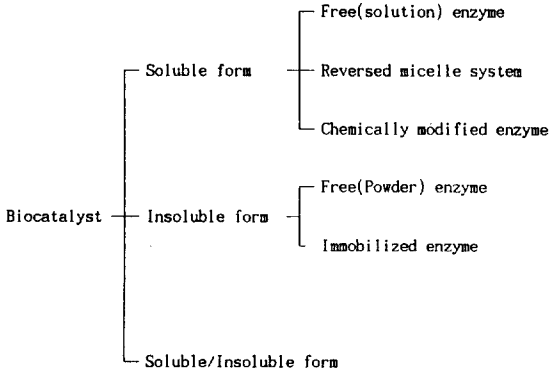 Free(solution) enzyme
Soluble form
Reversed micelle system
Chemically modified enzyme
Free(Powder) enzyme
Biocatalyst
Insoluble form
Immobilized enzyme
Soluble/Insoluble form